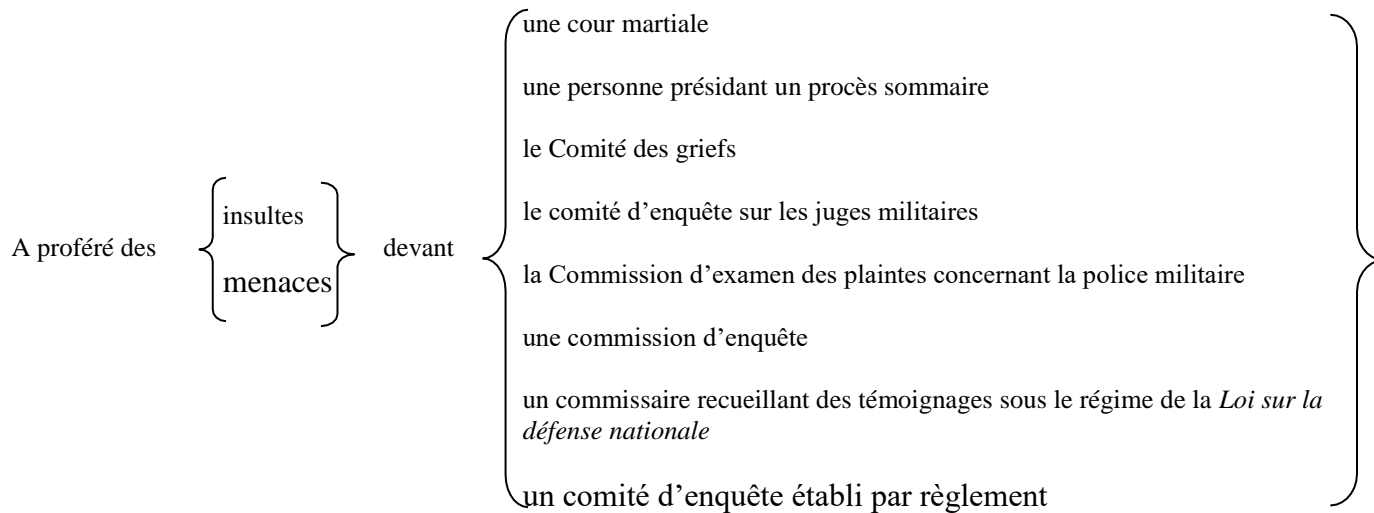 A proféré des
insultes
menaces
devant
une cour martiale
une personne présidant un procès sommaire
le Comité des griefs
le comité d’enquête sur les juges militaires
la Commission d’examen des plaintes concernant la police militaire
une commission d’enquête
un commissaire recueillant des témoignages sous le régime de la Loi sur la
défense nationale
un comité d’enquête établi par règlement